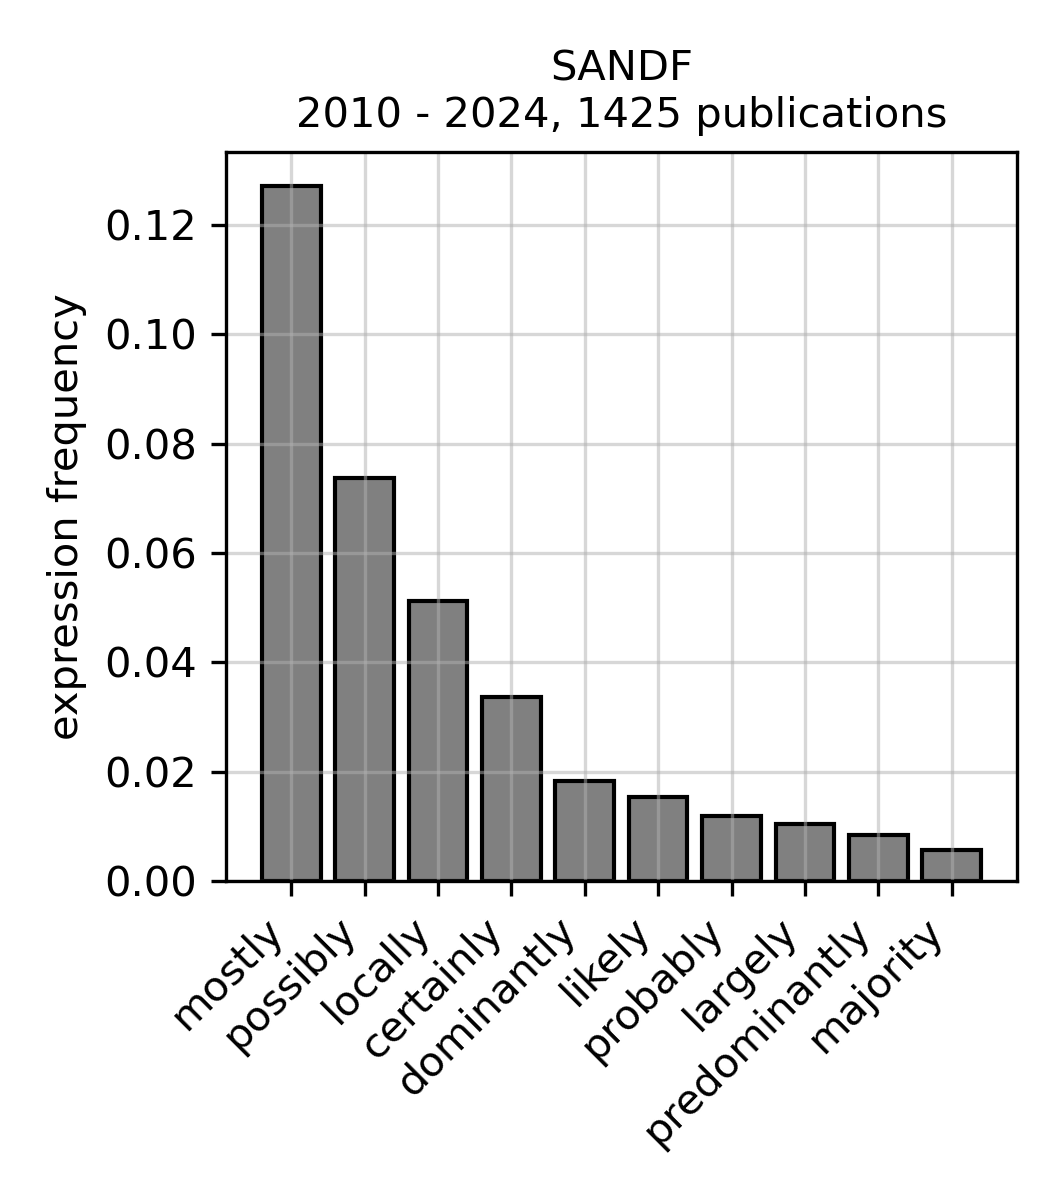 SANDF
2010 - 2024, 1425 publications
expression frequency
0.12
0.10
0.08
0.06
0.04
0.02
0.00
mostly
possibly
locally
certainly
dominantly
likely
probably
largely
predominantly
majority